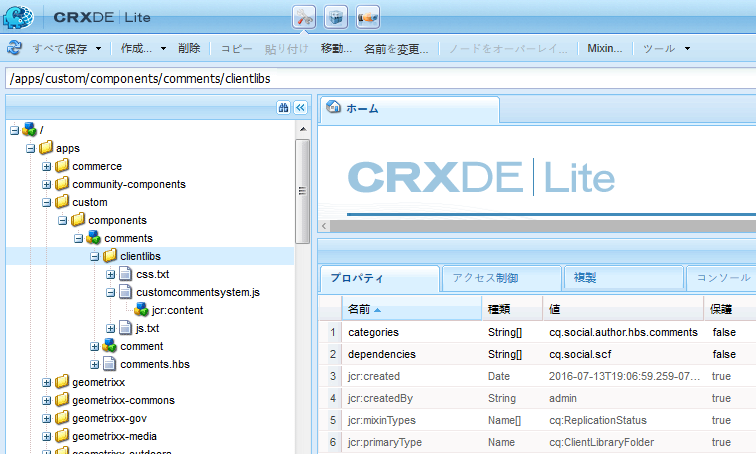 CRXDE | Lite
すべて保存 作成... 削除 コピー 貼り付け 移動... 名前を変更... ノードをオーバーレイ... Mixin... ツール
/apps/custom/components/comments/clientlibs
/
apps
commerce
community-components
custom
components
comments
clientlibs
css.txt
customcommentsystem.js
jcr:content
js.txt
comment
comments.hbs
geometrixx
geometrixx-commons
geometrixx-gov
geometrixx-media
geometrixx-outdoors
ホーム
CRXDE | Lite
プロパティ アクセス制御 複製 コンソール
名前 種類 値 保護
1 categories String[] cq.social.author.hbs.comments false
2 dependencies String[] cq.social.scf false
3 jcr:created Date 2016-07-13T19:06:59.259-07... true
4 jcr:createdBy String admin true
5 jcr:mixinTypes Name[] cq:ReplicationStatus true
6 jcr:primaryType Name cq:ClientLibraryFolder true